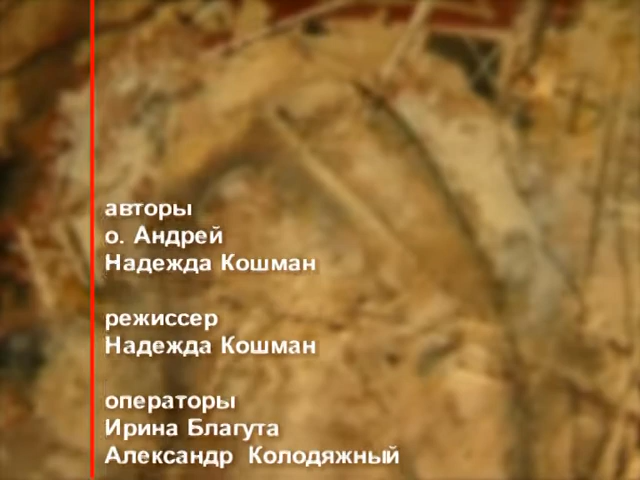 авторы
о. Андрей
Надежда Кошман
режиссер
Надежда Кошман
операторы
Ирина Благута
Александр Колодяжный